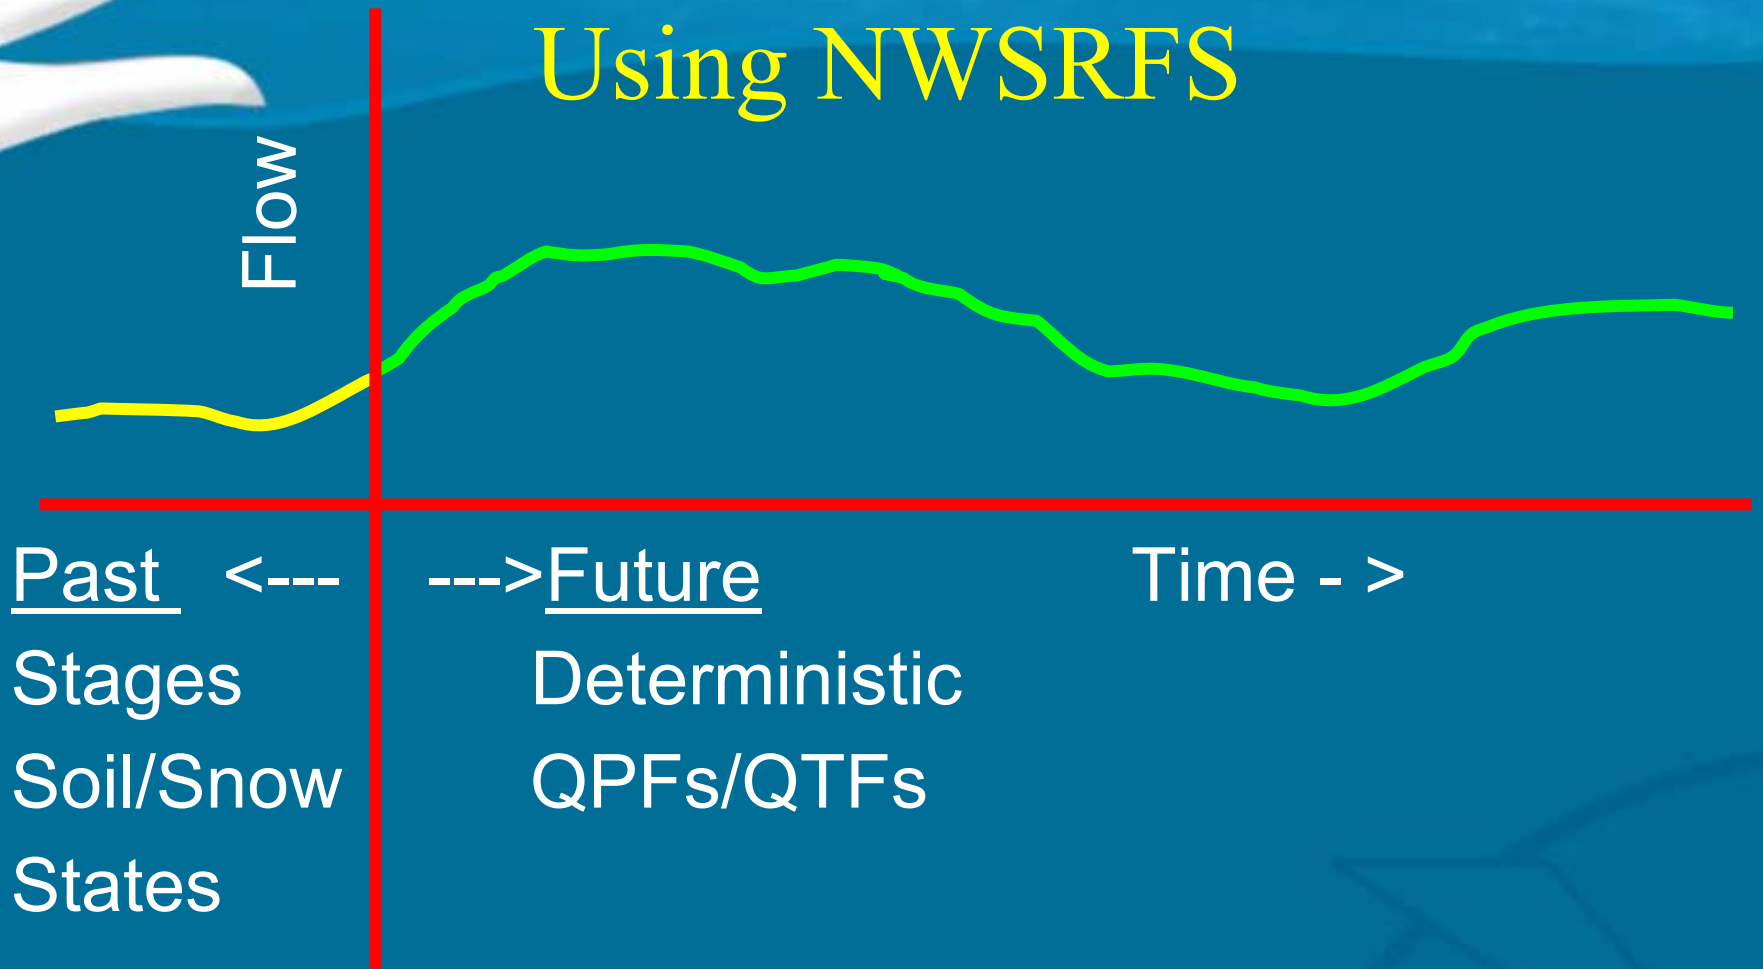 Using NWSRFS
Flow
Past <--- --->Future Time - >
Stages Deterministic
Soil/Snow QPFs/QTFs
States